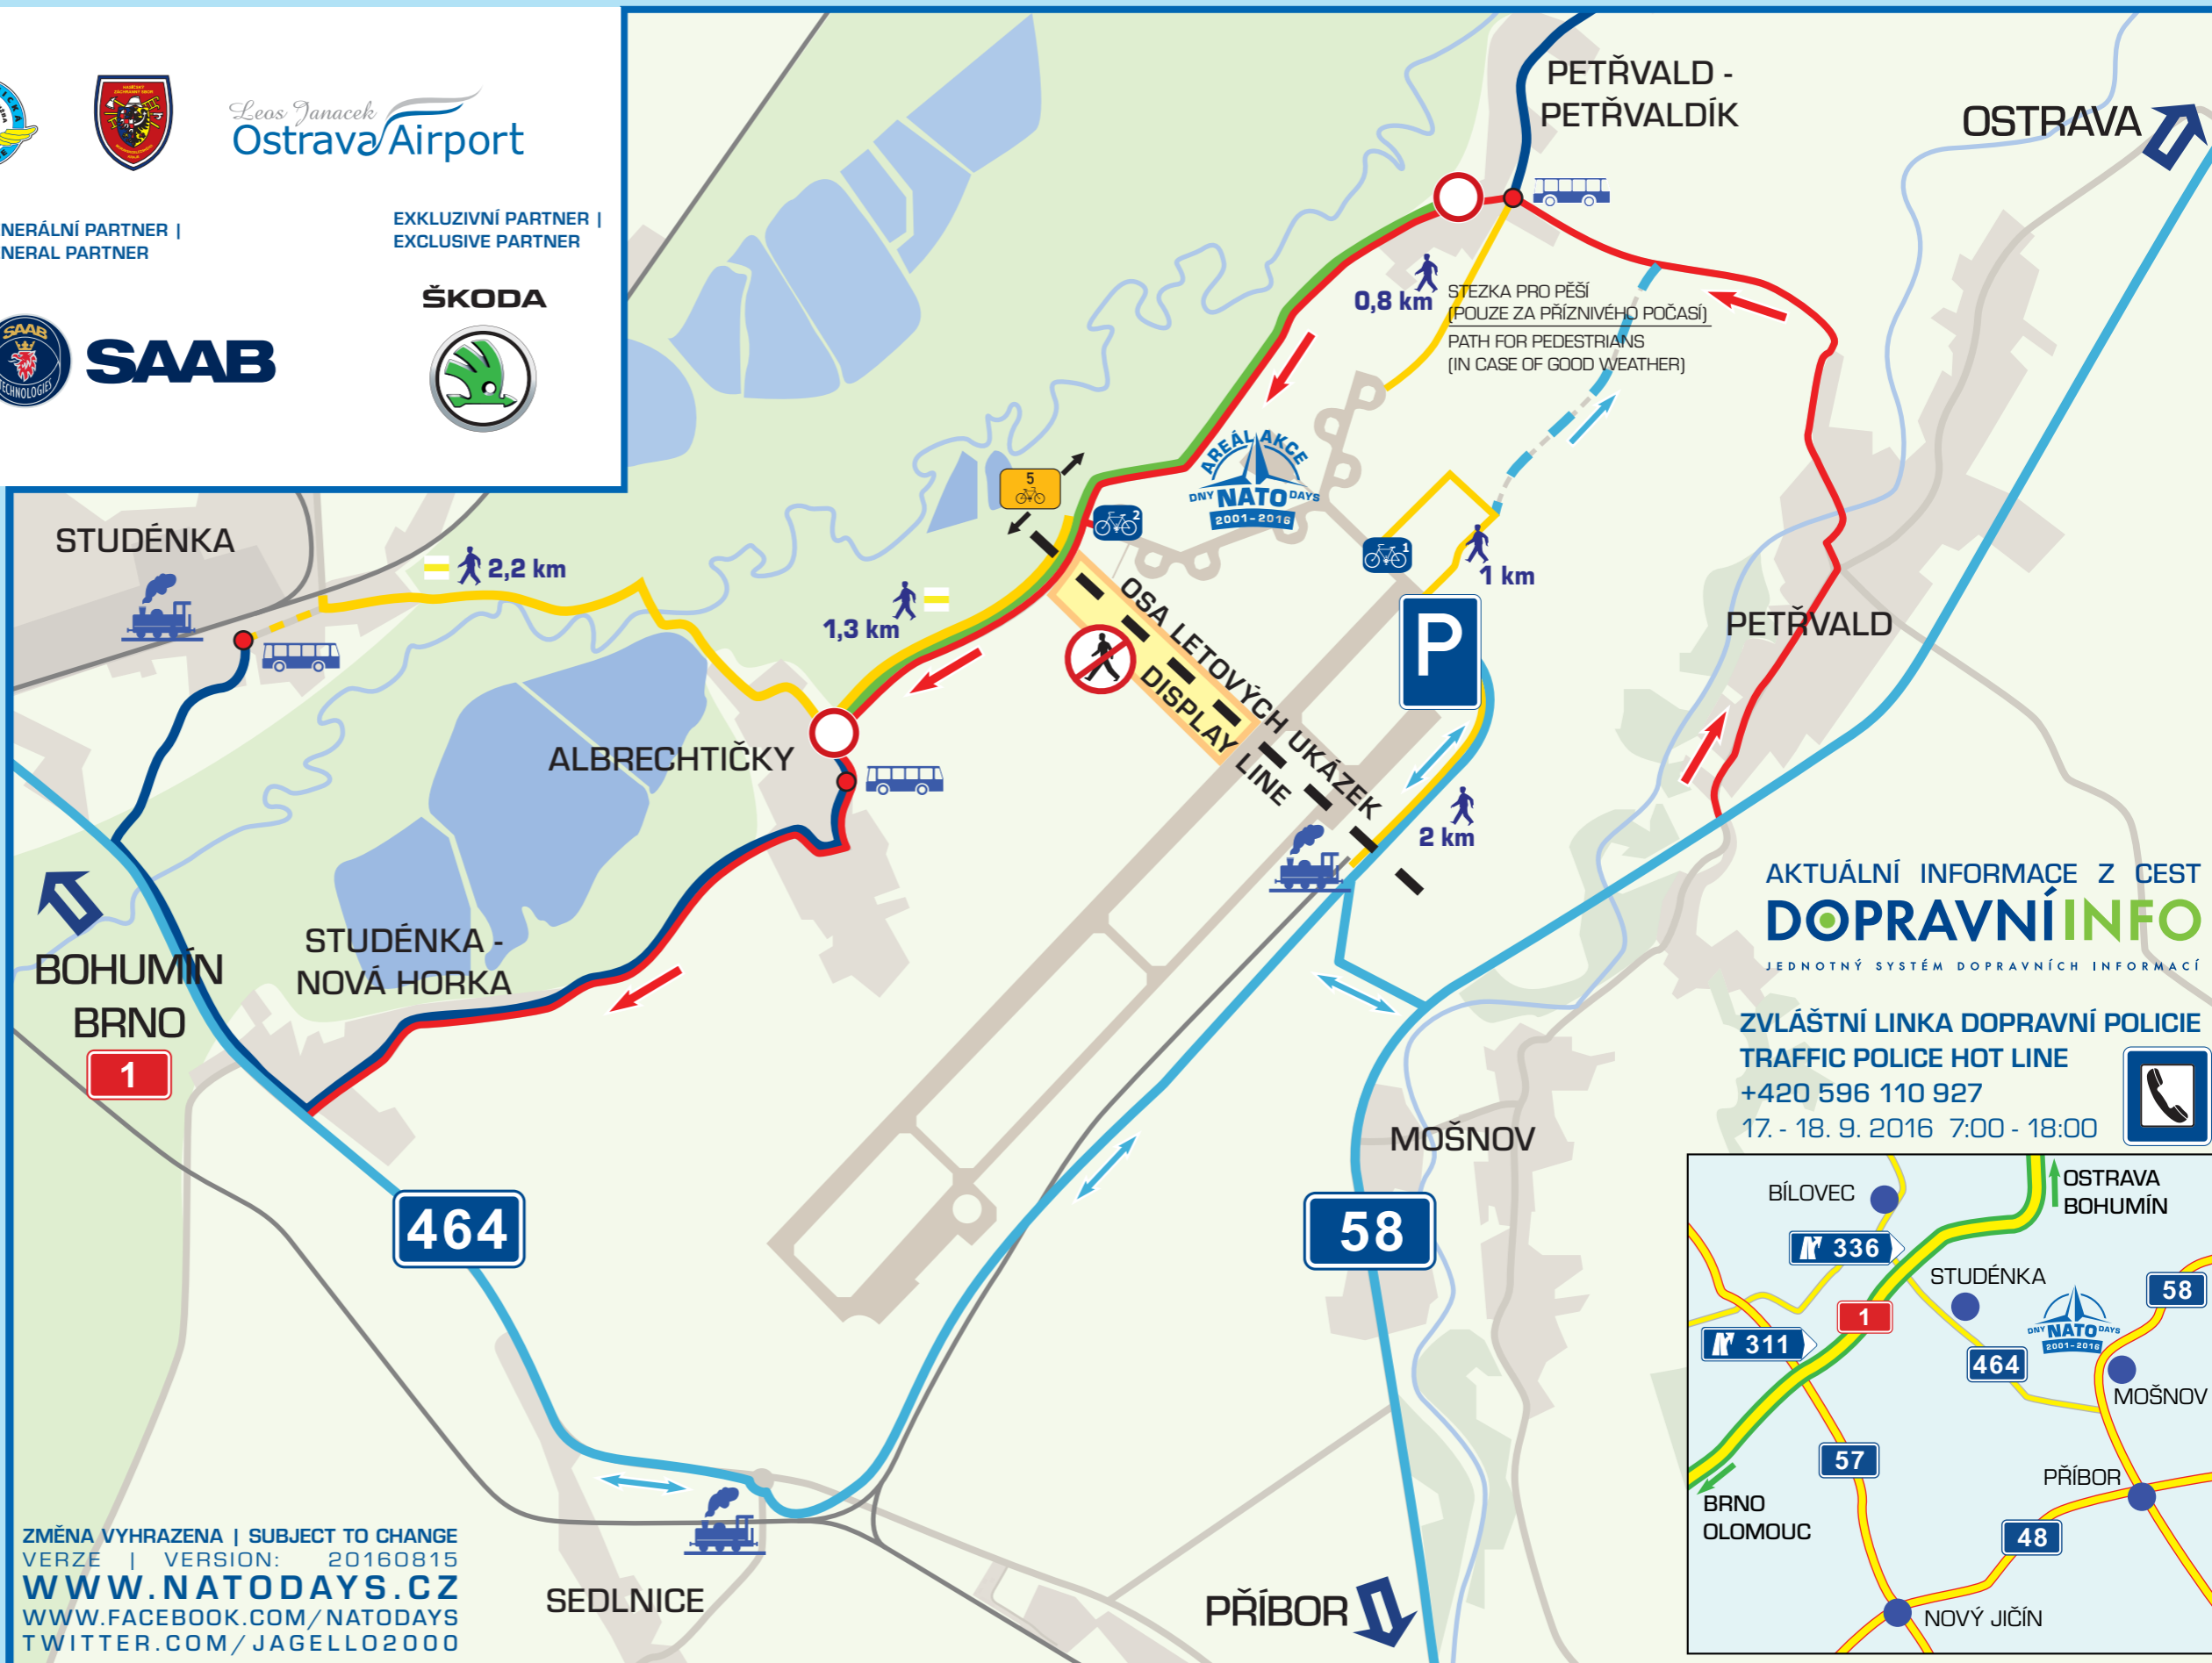 Leos Janacek
Ostrava Airport
NERÁLNÍ PARTNER |
NERAL PARTNER
EXKLUZIVNÍ PARTNER |
EXCLUSIVE PARTNER
SAAB
TECHNOLOGIES
SAAB
ŠKODA
PETŘVALD -
PETŘVALDÍK
OSTRAVA
0,8 km
STEZKA PRO PĚŠÍ
(POUZE ZA PŘÍZNIVÉHO POČASÍ)
PATH FOR PEDESTRIANS
(IN CASE OF GOOD WEATHER)
AREÁL AKCE
DNY NATO DAYS
2001-2016
5
2
1
STUDÉNKA
2,2 km
1,3 km
1 km
P
OSA LETOVÝCH UKÁZEK
DISPLAY LINE
PETŘVALD
ALBRECHTIČKY
2 km
BOHUMÍN
BRNO
1
STUDÉNKA -
NOVÁ HORKA
AKTUÁLNÍ INFORMACE Z CEST
DOPRAVNÍINFO
JEDNOTNÝ SYSTÉM DOPRAVNÍCH INFORMACÍ
ZVLÁŠTNÍ LINKA DOPRAVNÍ POLICIE
TRAFFIC POLICE HOT LINE
+420 596 110 927
17. - 18. 9. 2016 7:00 - 18:00
MOŠNOV
464
58
SEDLNICE
PŘÍBOR
ZMĚNA VYHRAZENA | SUBJECT TO CHANGE
VERZE | VERSION: 20160815
WWW.NATODAYS.CZ
WWW.FACEBOOK.COM/NATODAYS
TWITTER.COM/JAGELLO2000
BÍLOVEC
OSTRAVA
BOHUMÍN
336
STUDÉNKA
58
1
DNY NATO DAYS
2001-2016
311
464
MOŠNOV
57
PŘÍBOR
BRNO
OLOMOUC
48
NOVÝ JIČÍN